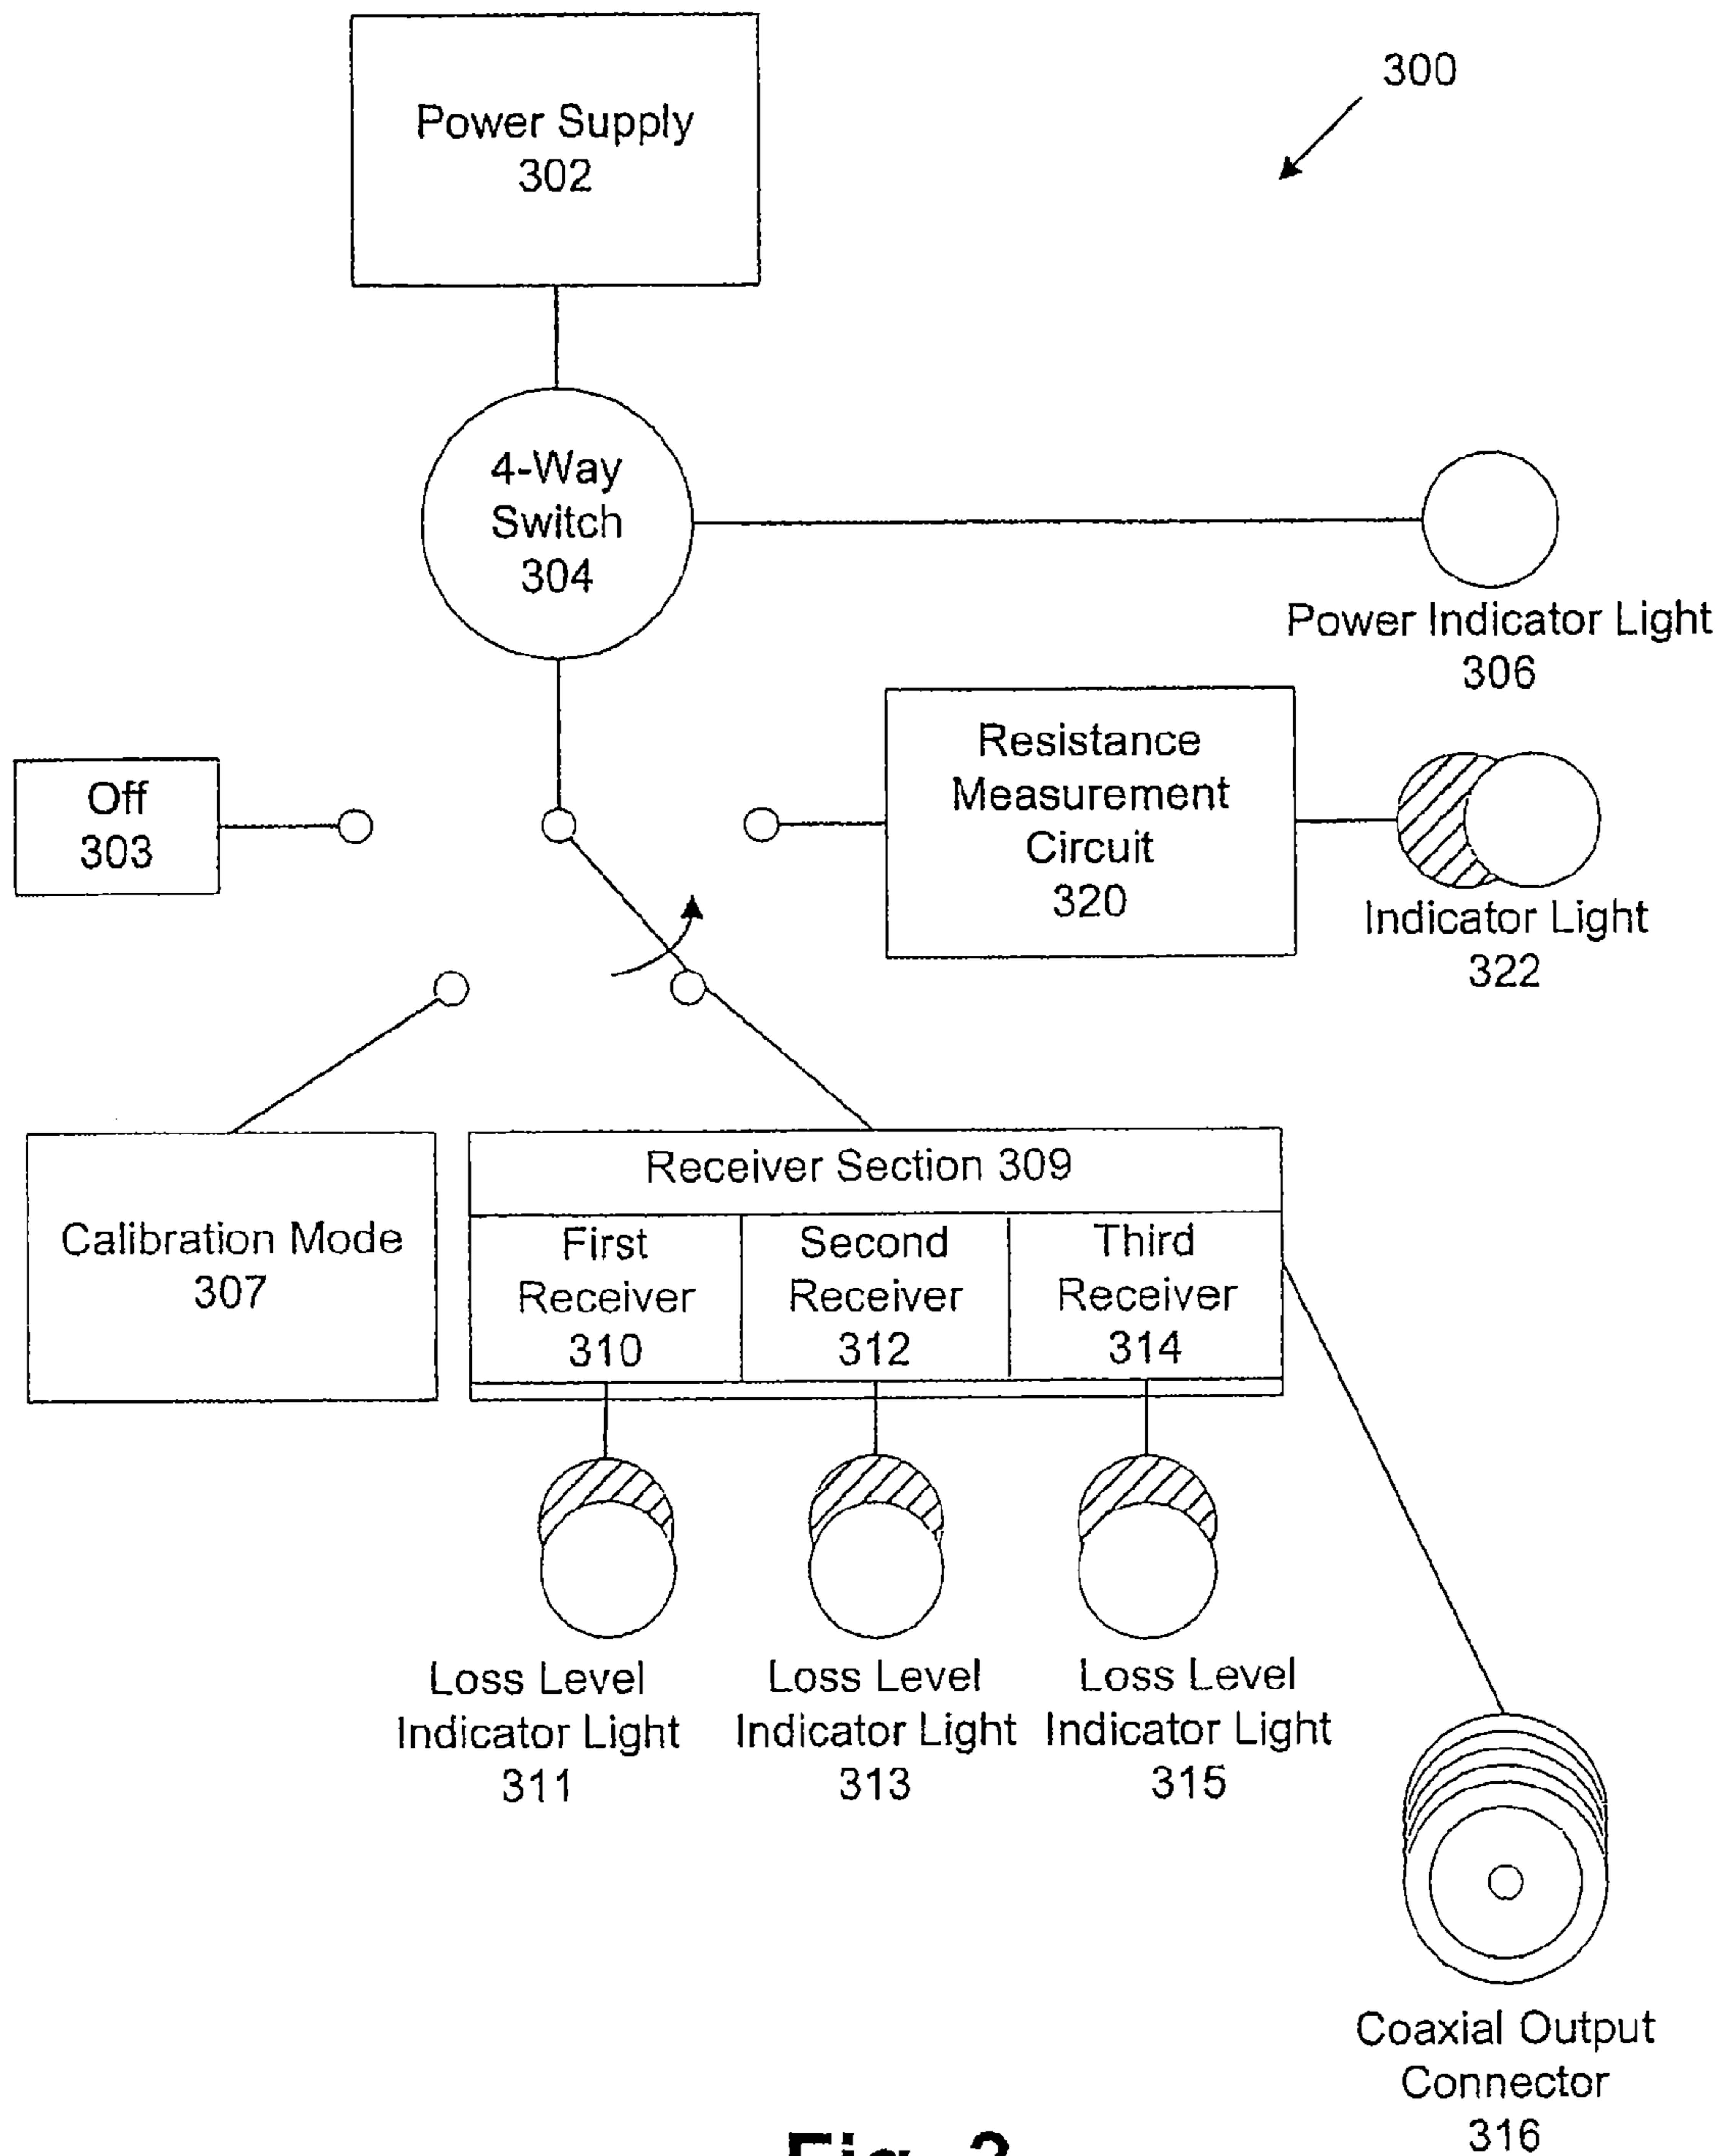 300
Power Supply
302
4-Way
Switch
304
Power Indicator Light
306
Off
303
Resistance
Measurement
Circuit
320
Indicator Light
322
Calibration Mode
307
Receiver Section 309
First
Receiver
310
Second
Receiver
312
Third
Receiver
314
Loss Level
Indicator Light
311
Loss Level
Indicator Light
313
Loss Level
Indicator Light
315
Coaxial Output
Connector
316